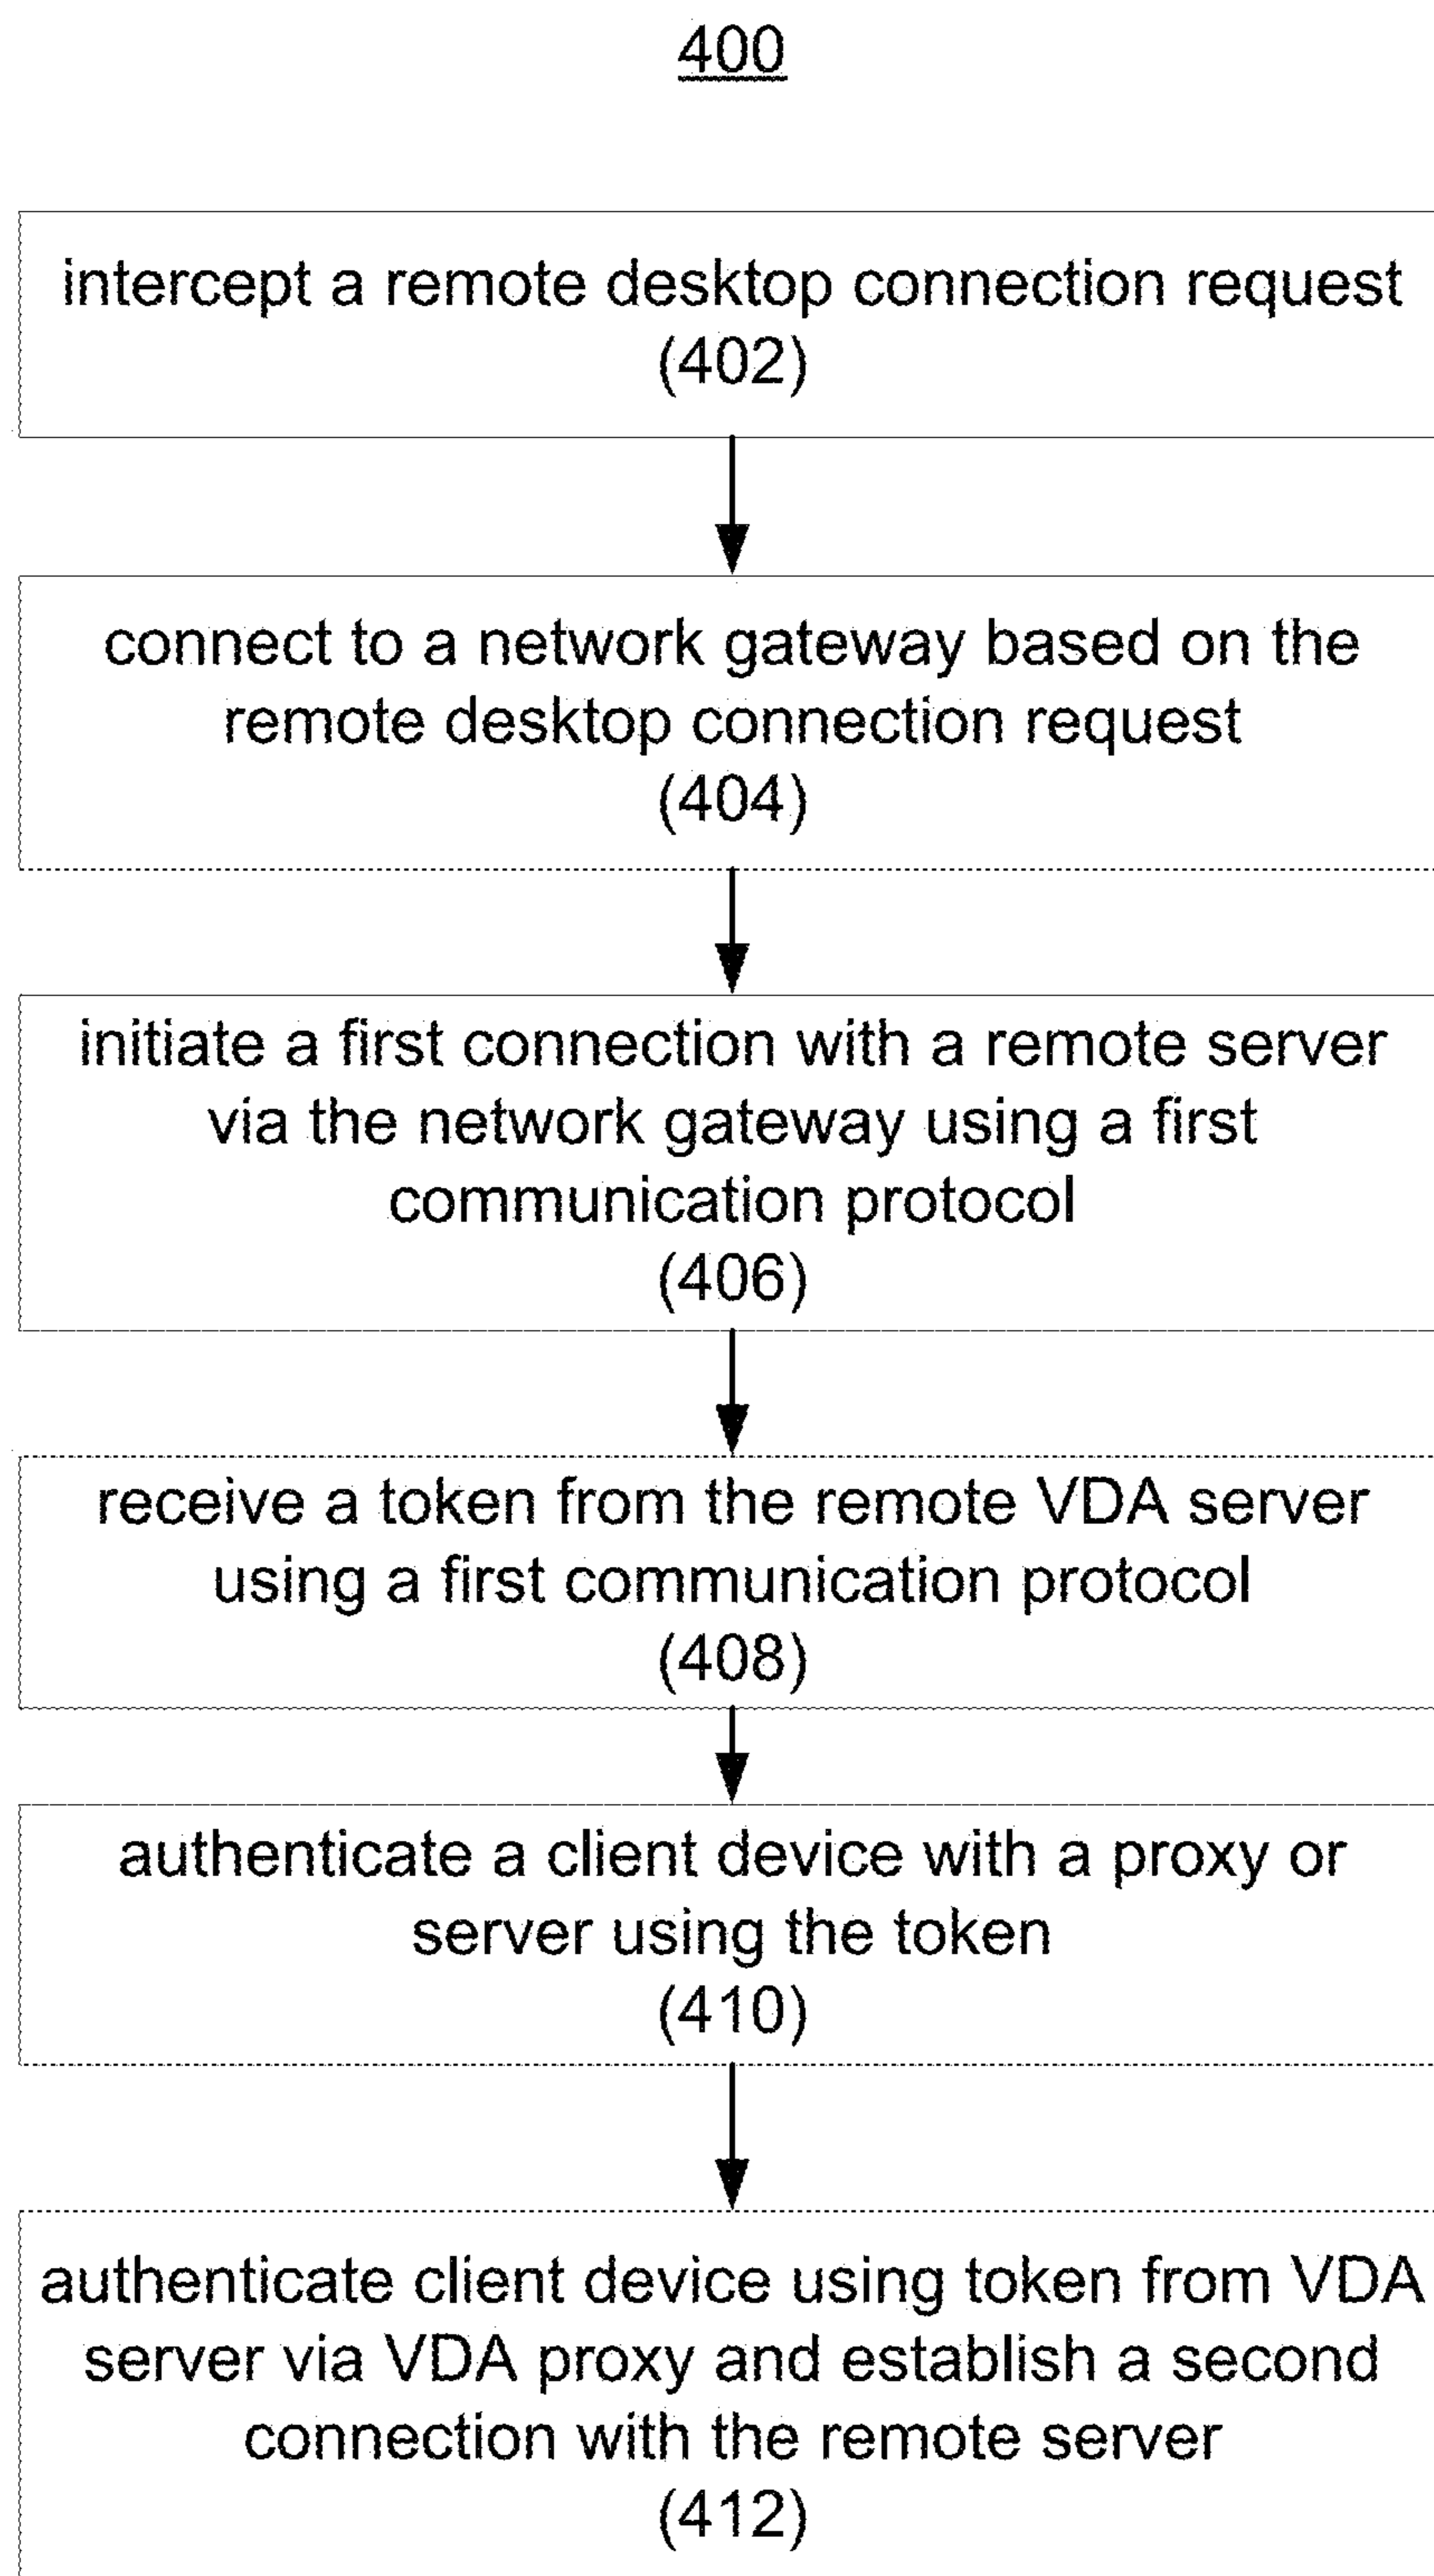 400
intercept a remote desktop connection request
(402)
connect to a network gateway based on the
remote desktop connection request
(404)
initiate a first connection with a remote server
via the network gateway using a first
communication protocol
(406)
receive a token from the remote VDA server
using a first communication protocol
(408)
authenticate a client device with a proxy or
server using the token
(410)
authenticate client device using token from VDA
server via VDA proxy and establish a second
connection with the remote server
(412)